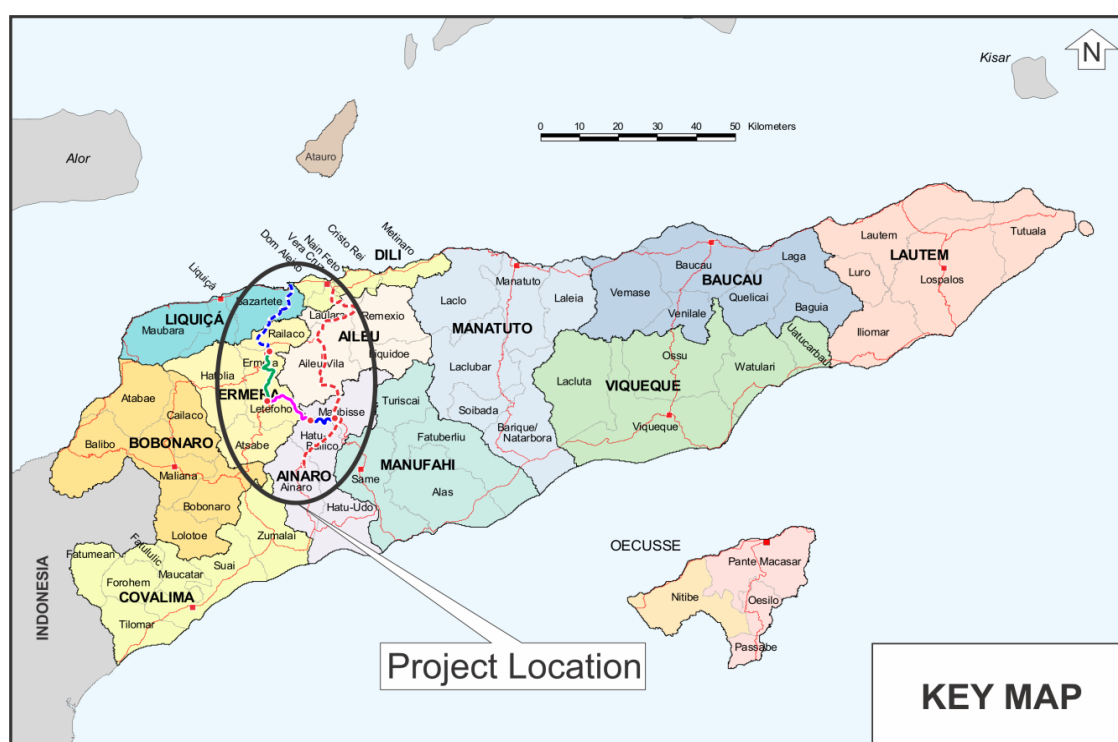 N
Kisar
0 10 20 30 40 50 Kilometers
Alor
Atauro
Tutuala
Lautem
Metinaro
Cristo Rei
Nain Feto
Vera Cruz
Dom Aleixo
DILI
LAUTEM
Baucau
Laga
Luro
Lospalos
Liquiçá
Manatuto
BAUCAU
Bazartete
Laclo
Laleia
Vemase
Quelicai
Baguia
Laulara
Remexio
Venilale
LIQUIÇÁ
Maubara
Railaco
AILEU
MANATUTO
Iliomar
Uatucarbau
Liquidoe
Ossu
Ermera
Aileu Vila
Laclubar
Watulari
Hatolia
Lacluta
VIQUEQUE
ERMERA
Atabae
Turiscai
Letefoho
Maubisse
Soibada
Cailaco
Viqueque
Barique/
Natarbora
Hatu-
Builico
Fatuberliu
BOBONARO
Balibo
Atsabe
MANUFAHI
Maliana
AINARO
Same
Ainaro
Alas
Bobonaro
Hatu-Udo
Lolotoe
Zumalai
OECUSSE
Fatululic
Fatumean
Pante Macasar
Suai
Maucatar
Forohem
Nitibe
Oesilo
COVALIMA
INDONESIA
Tilomar
Passabe
Project Location
KEY MAP